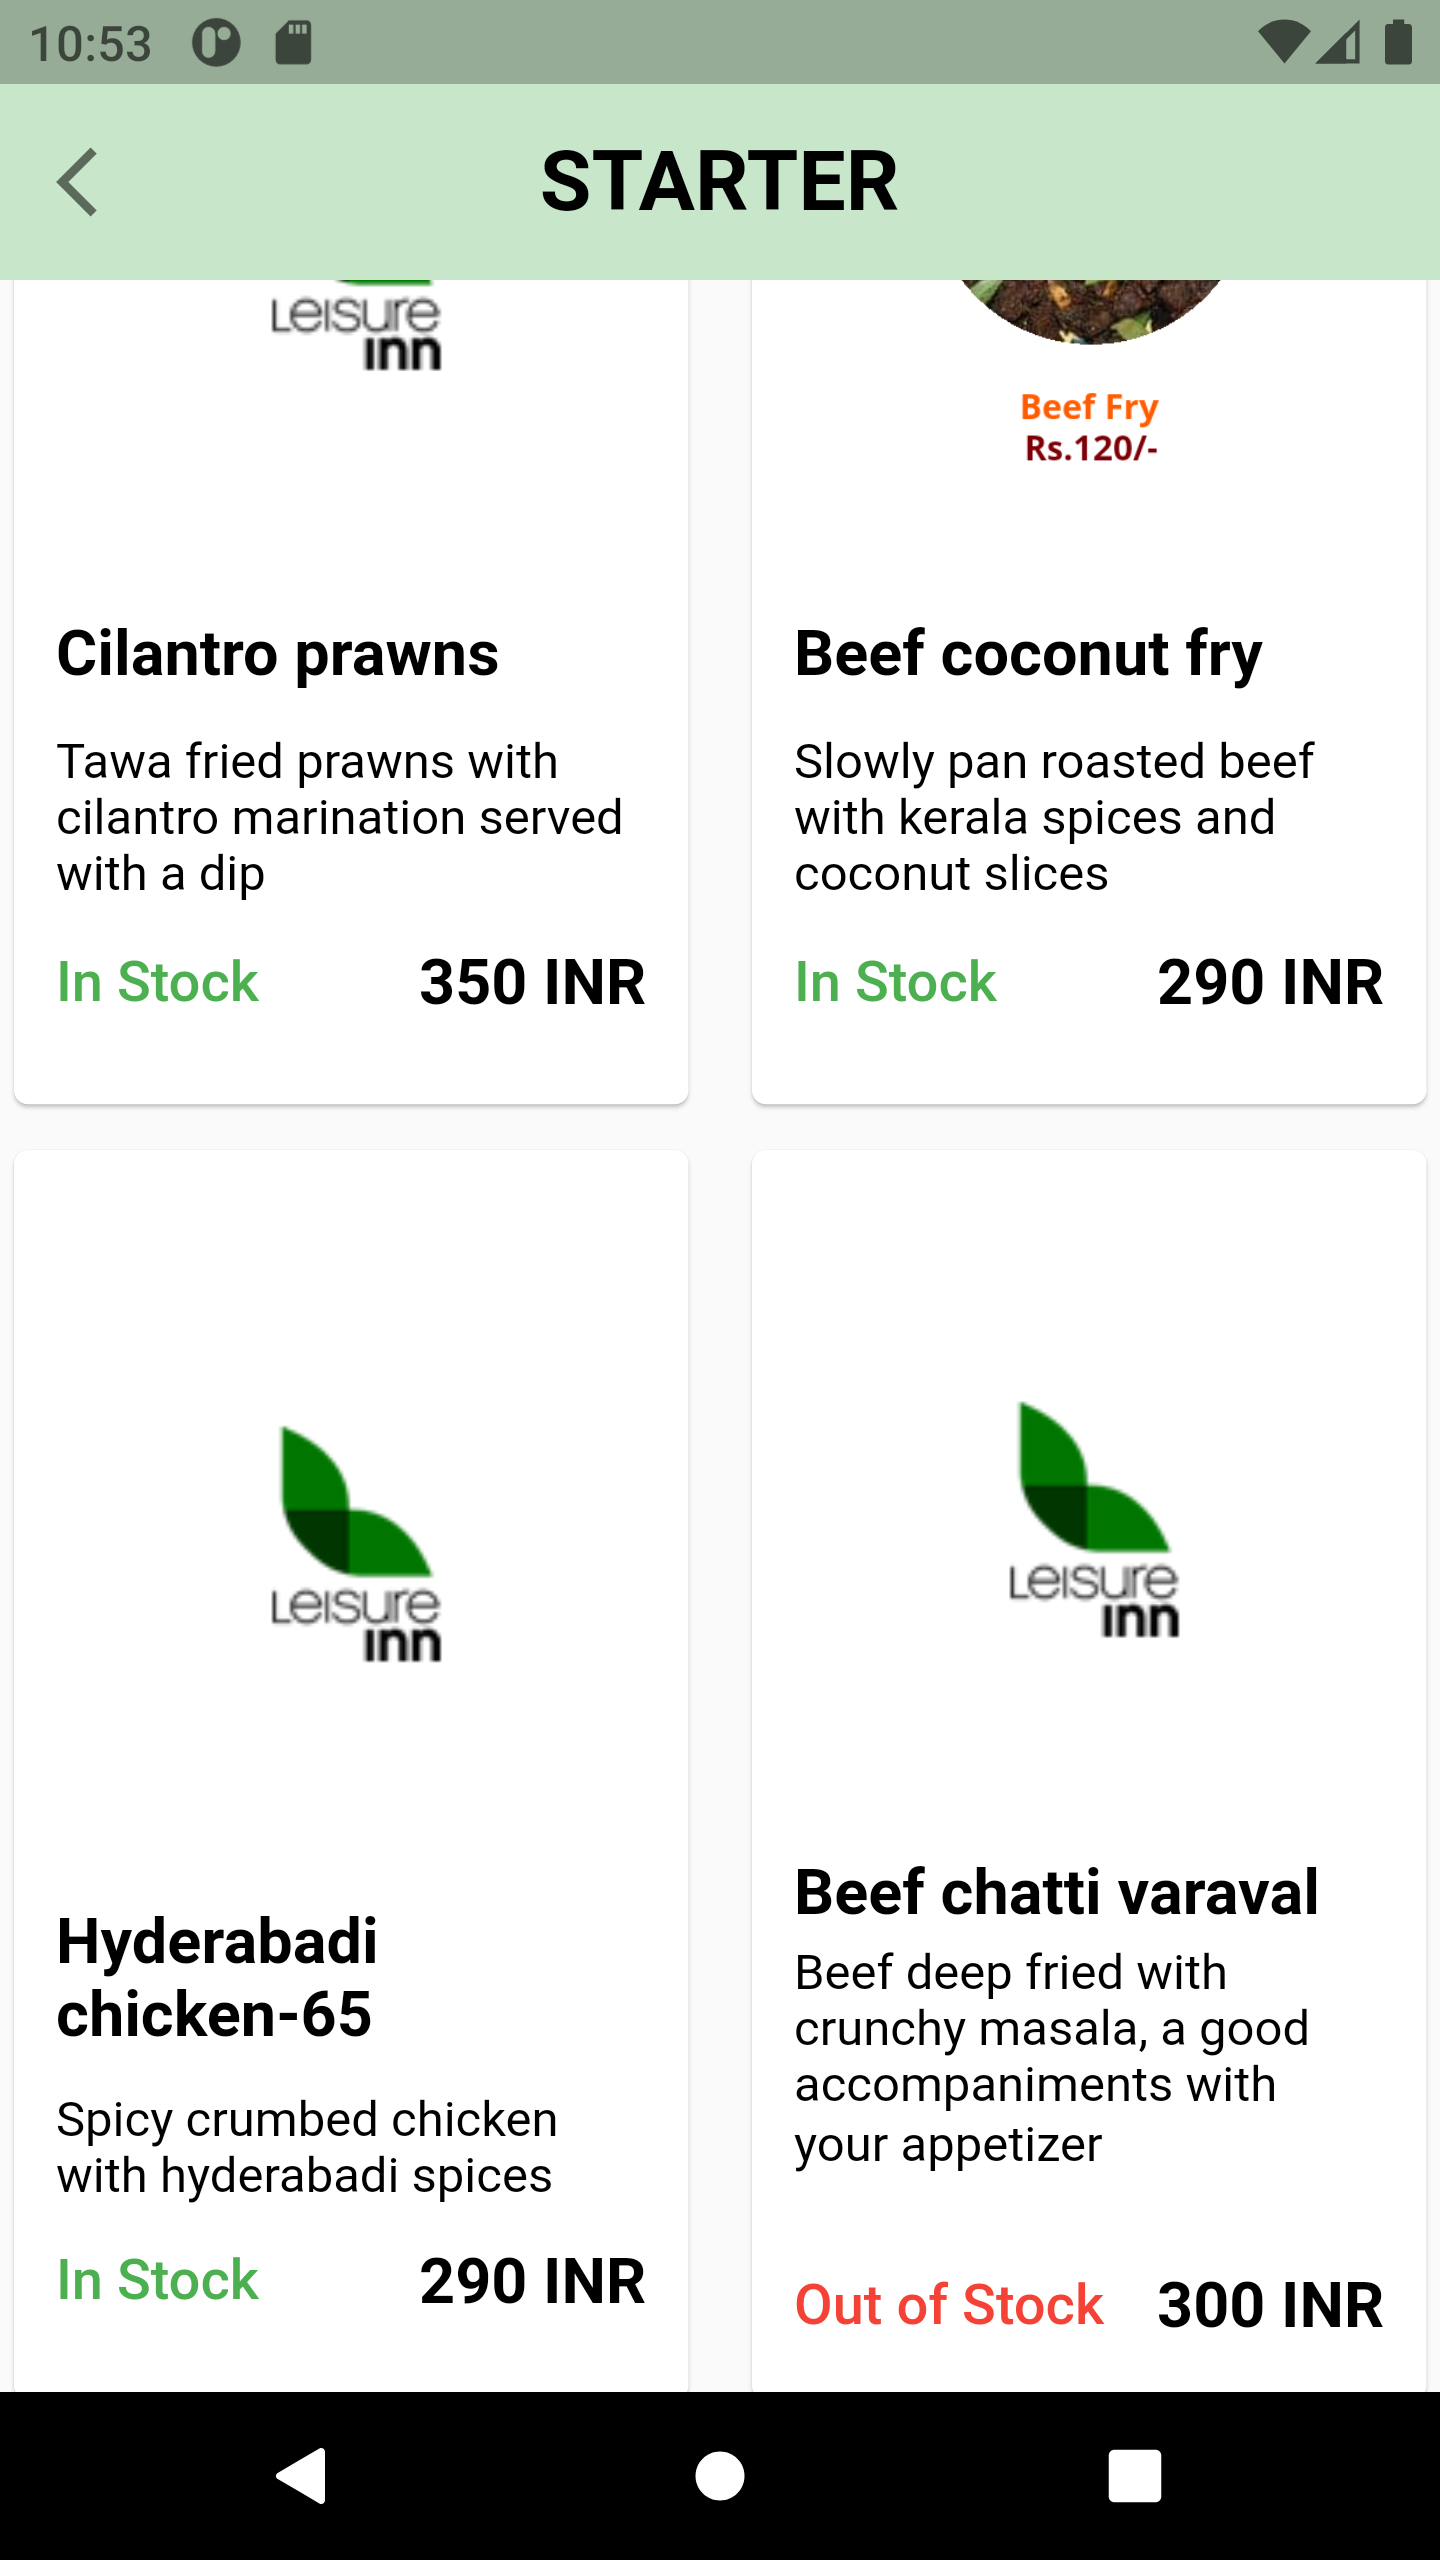 10:53
STARTER
Leisure
inn
Cilantro prawns
Tawa fried prawns with
cilantro marination served
with a dip
In Stock
350 INR
Beef Fry
Rs.120/-
Beef coconut fry
Slowly pan roasted beef
with kerala spices and
coconut slices
In Stock
290 INR
Leisure
inn
Hyderabadi
chicken-65
Spicy crumbed chicken
with hyderabadi spices
In Stock
290 INR
Leisure
inn
Beef chatti varaval
Beef deep fried with
crunchy masala, a good
accompaniments with
your appetizer
Out of Stock
300 INR